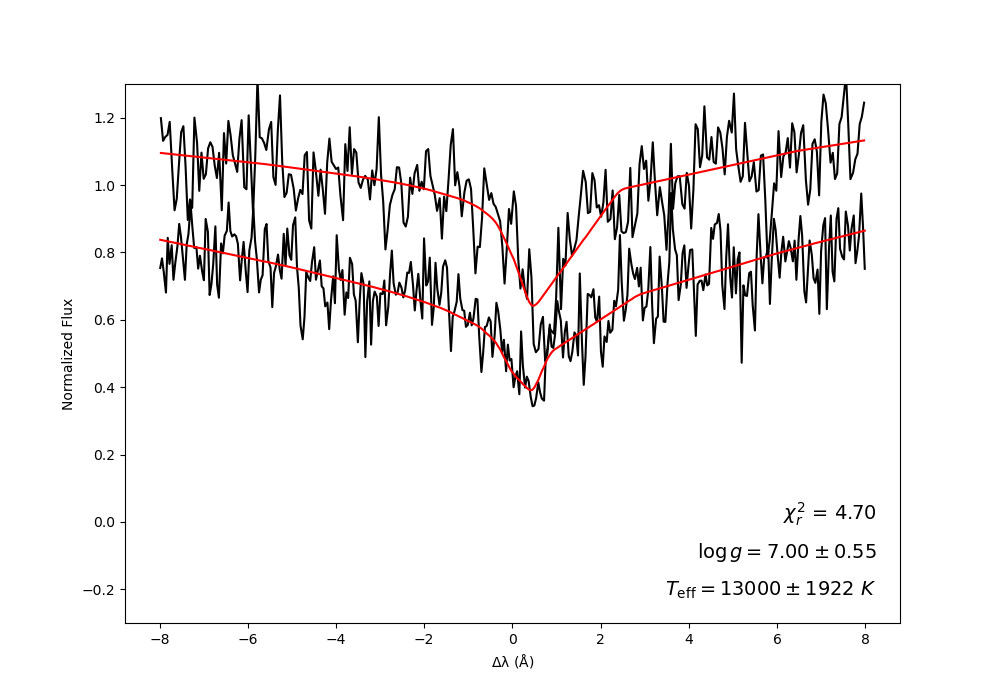 1.2
1.0
0.8
0.6
0.4
0.2
0.0
−0.2
Normalized Flux
−8 −6 −4 −2 0 2 4 6 8
Δλ (Å)
χ²ᵣ = 4.70
log g = 7.00 ± 0.55
T_eff = 13000 ± 1922 K